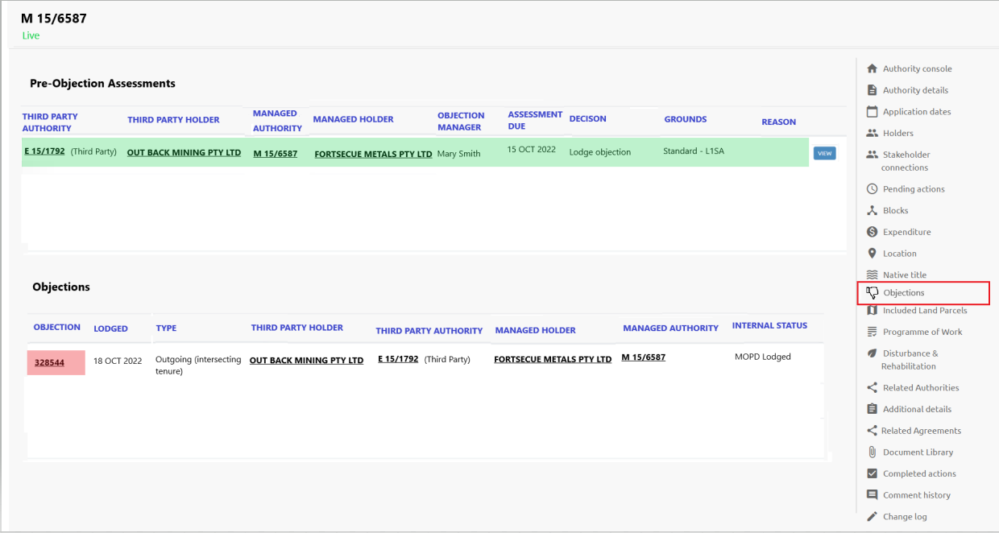 M 15/6587
Live
Pre-Objection Assessments
THIRD PARTY AUTHORITY THIRD PARTY HOLDER MANAGED AUTHORITY MANAGED HOLDER OBJECTION MANAGER ASSESSMENT DUE DECISON GROUNDS REASON
E 15/1792 (Third Party) OUT BACK MINING PTY LTD M 15/6587 FORTSECUE METALS PTY LTD Mary Smith 15 OCT 2022 Lodge objection Standard - L1SA VIEW
Objections
OBJECTION LODGED TYPE THIRD PARTY HOLDER THIRD PARTY AUTHORITY MANAGED HOLDER MANAGED AUTHORITY INTERNAL STATUS
328544 18 OCT 2022 Outgoing (intersecting tenure) OUT BACK MINING PTY LTD E 15/1792 (Third Party) FORTSECUE METALS PTY LTD M 15/6587 MOPD Lodged
Authority console
Authority details
Application dates
Holders
Stakeholder
connections
Pending actions
Blocks
Expenditure
Location
Native title
Objections
Included Land Parcels
Programme of Work
Disturbance &
Rehabilitation
Related Authorities
Additional details
Related Agreements
Document Library
Completed actions
Comment history
Change log